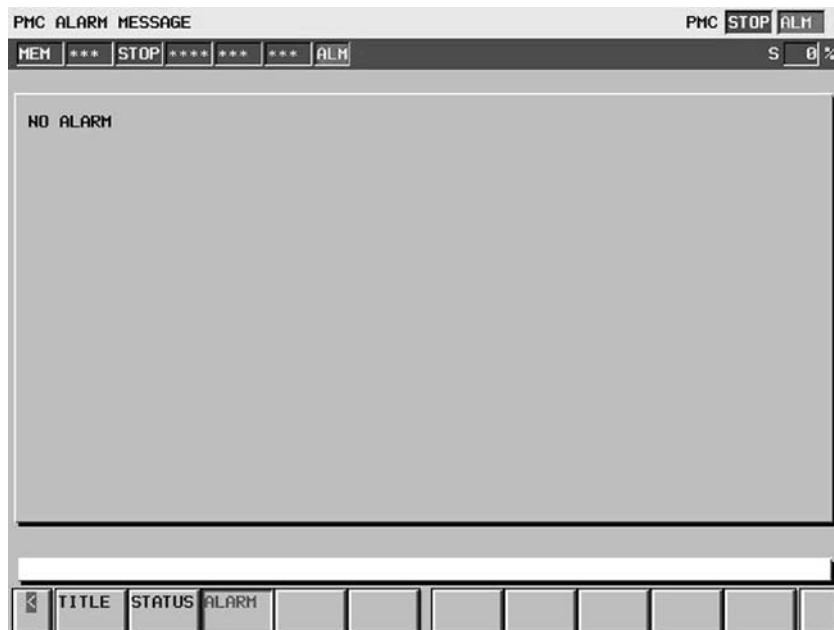 PMC ALARM MESSAGE PMC STOP ALM
MEM *** STOP **** *** *** ALM S 0 %
NO ALARM
< TITLE STATUS ALARM